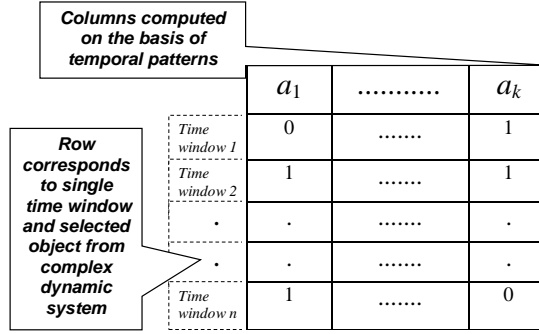 Columns computed
on the basis of
temporal patterns
a1 ........... ak
Time
window 1
0 ....... 1
Time
window 2
1 ....... 1
. . ....... .
. . ....... .
Time
window n
1 ....... 0
Row
corresponds
to single
time window
and selected
object from
complex
dynamic
system